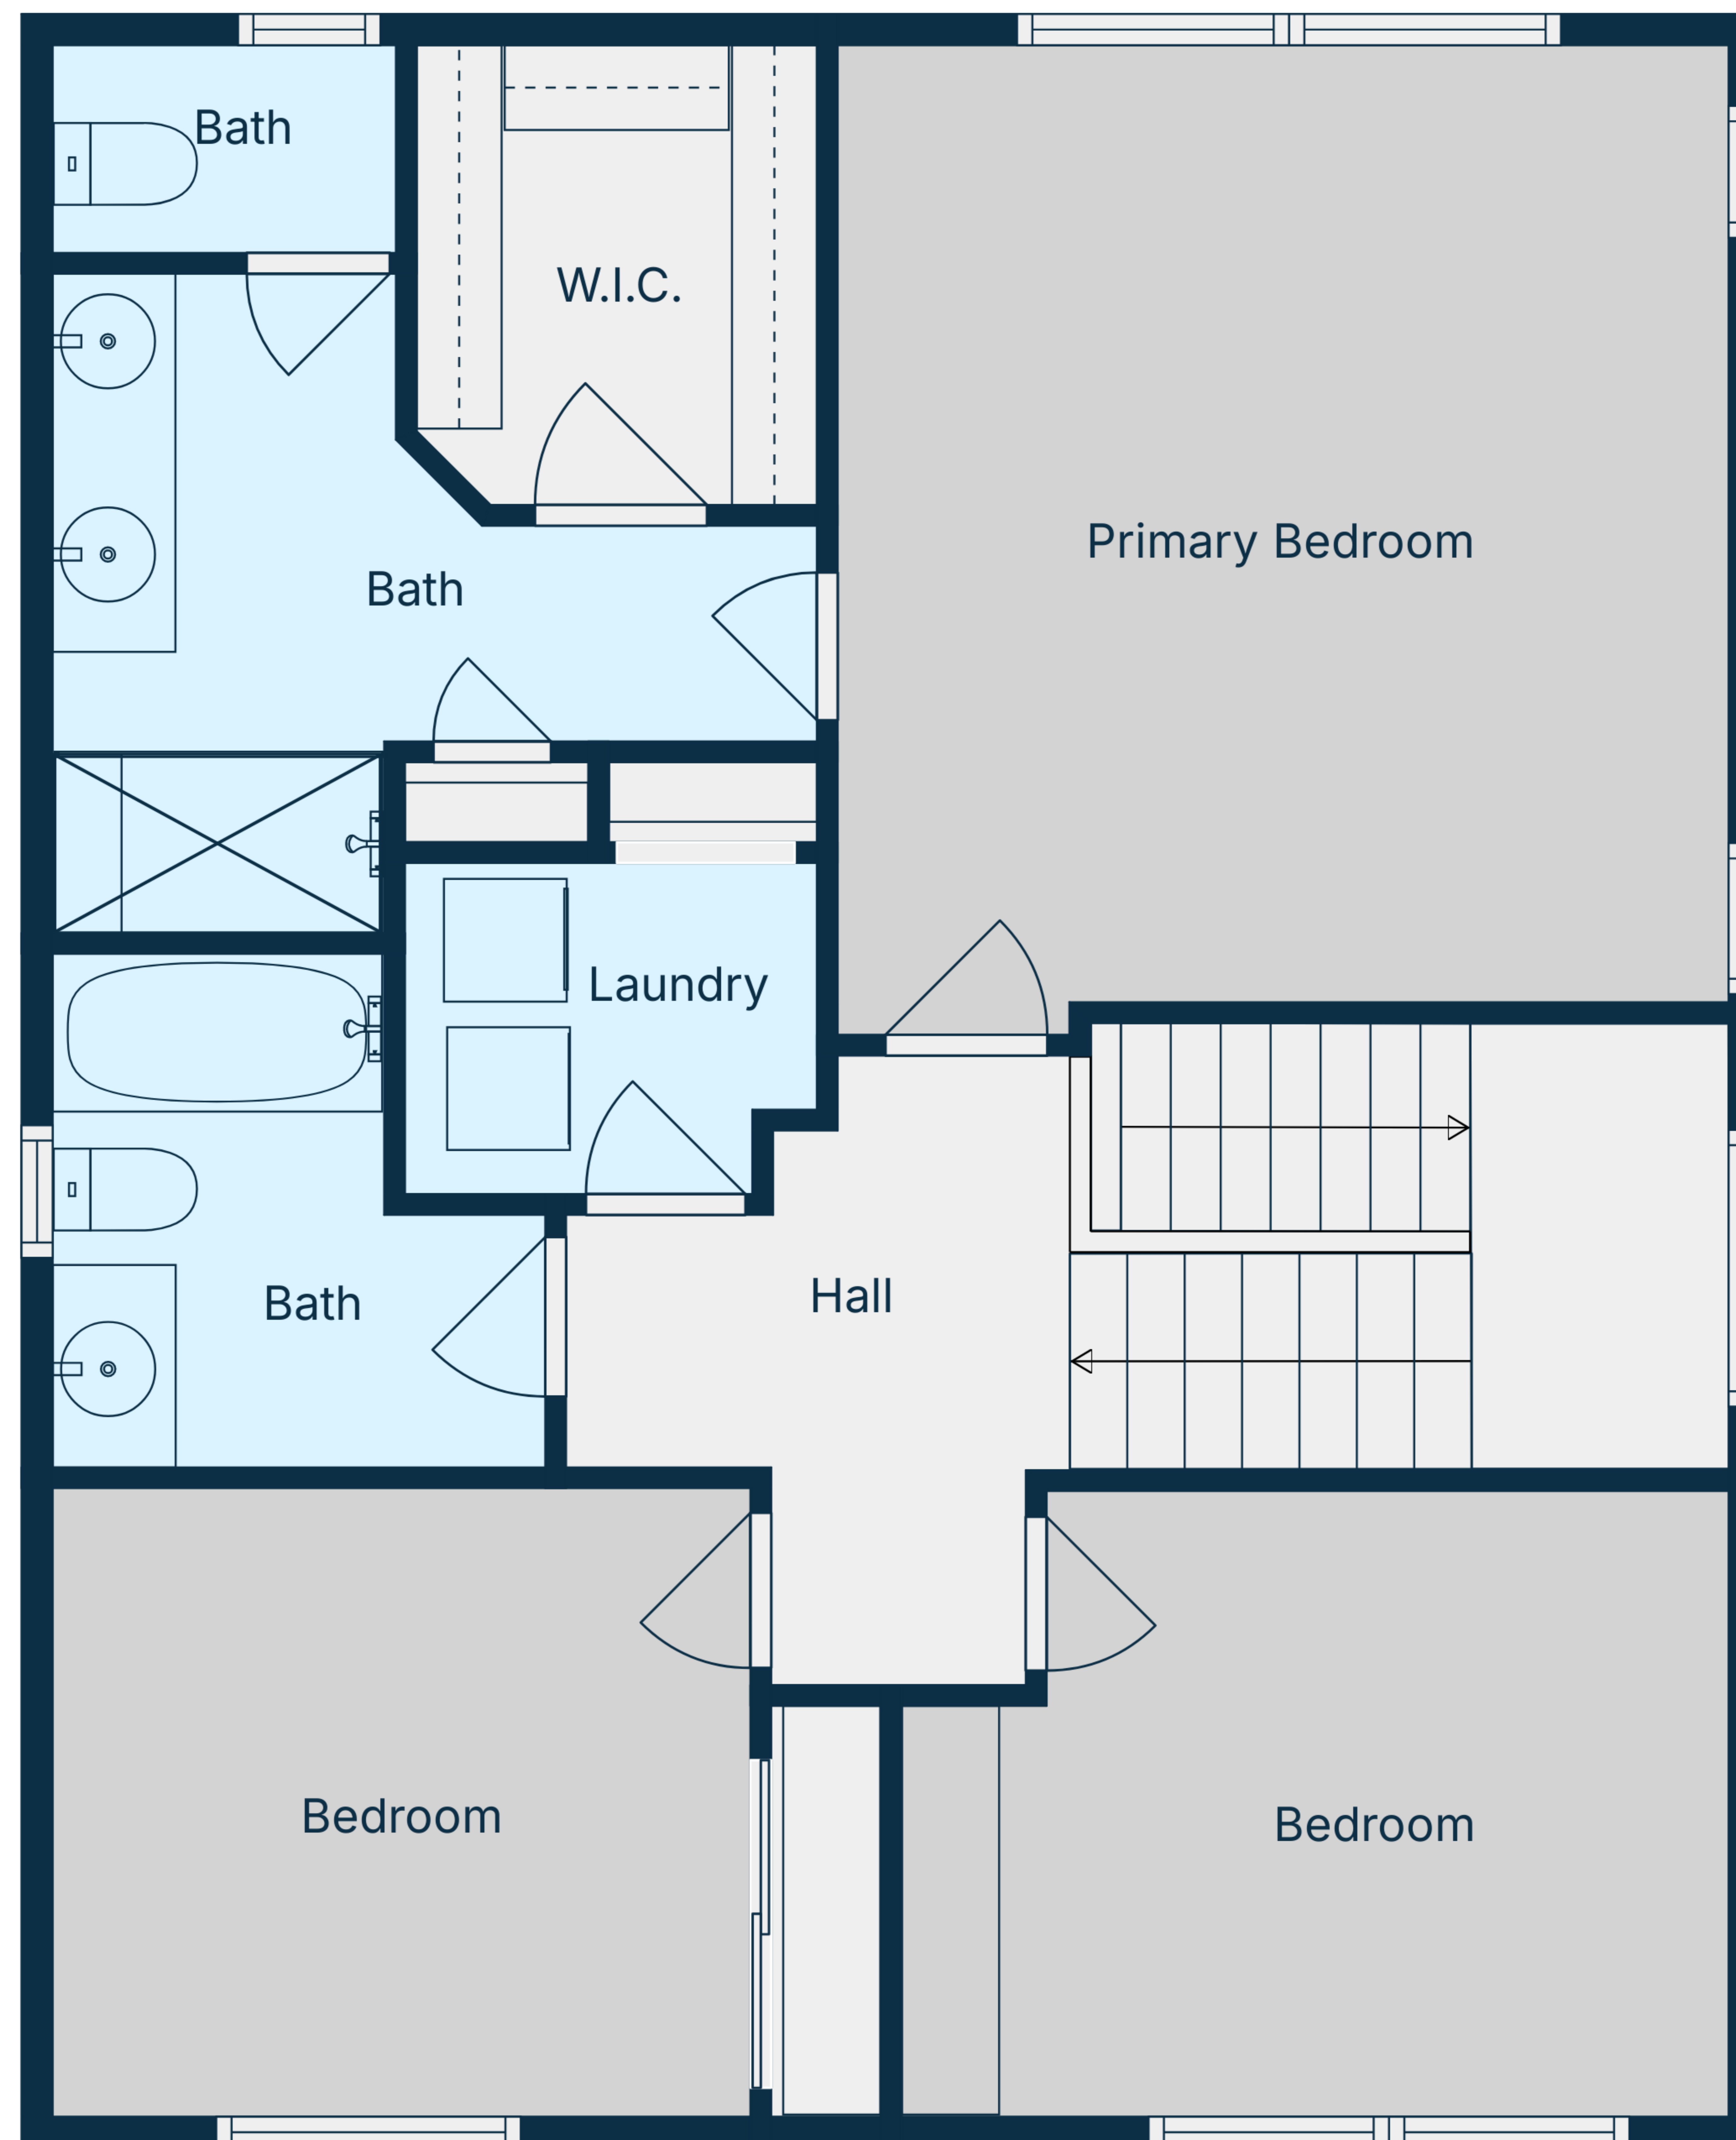 Bath
W.I.C.
Primary Bedroom
Bath
Laundry
Hall
Bath
Bedroom
Bedroom